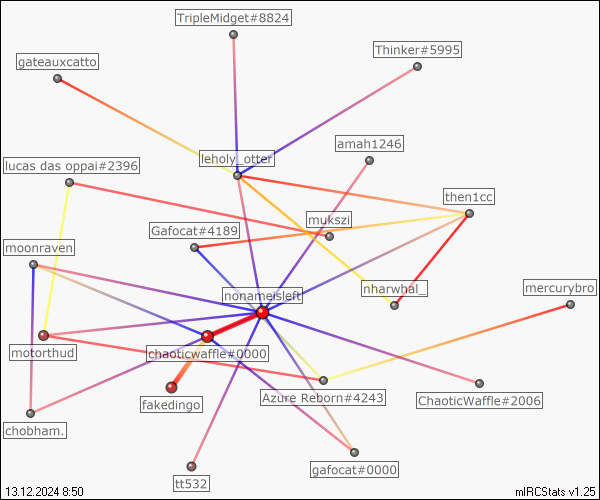 TripleMidget#8824
Thinker#5995
gateauxcatto
amah1246
leholy_otter
lucas das oppai#2396
then1cc
mukszi
Gafocat#4189
moonraven
nonameisleft
nharwhal_
mercurybro
motorthud
chaoticwaffle#0000
fakedingo
Azure Reborn#4243
ChaoticWaffle#2006
chobham.
gafocat#0000
tt532
13.12.2024 8:50
mIRCStats v1.25